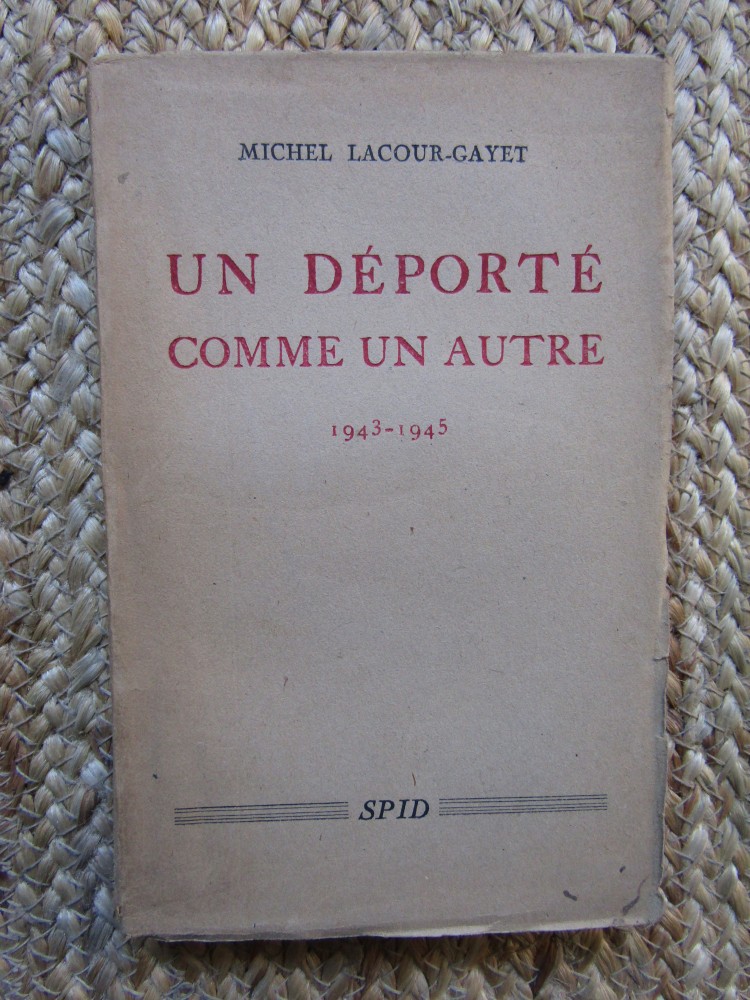 MICHEL LACOUR-GAYET
UN DÉPORTÉ
COMME UN AUTRE
1943-1945
SPID